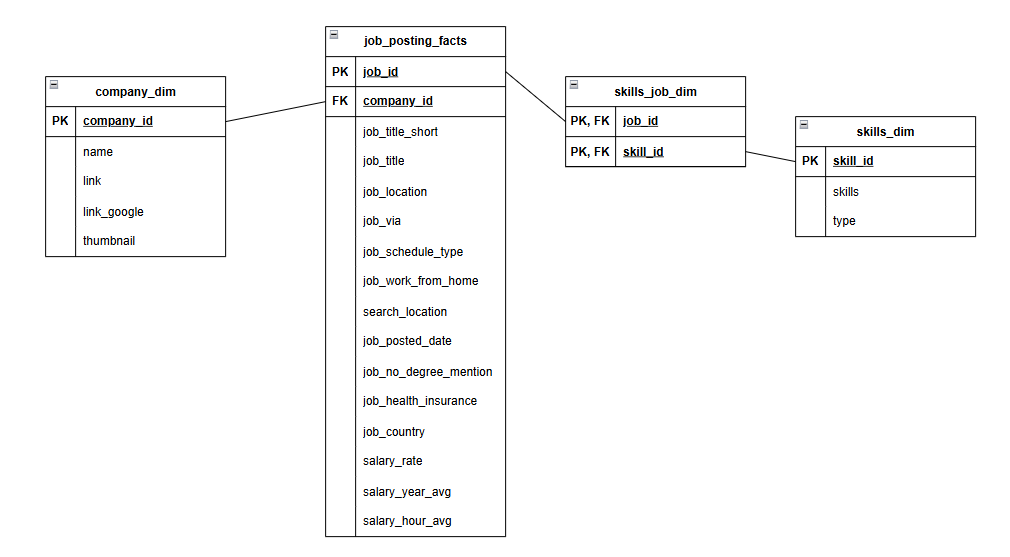 company_dim
PK company_id
name
link
link_google
thumbnail
job_posting_facts
PK job_id
FK company_id
job_title_short
job_title
job_location
job_via
job_schedule_type
job_work_from_home
search_location
job_posted_date
job_no_degree_mention
job_health_insurance
job_country
salary_rate
salary_year_avg
salary_hour_avg
skills_job_dim
PK, FK job_id
PK, FK skill_id
skills_dim
PK skill_id
skills
type